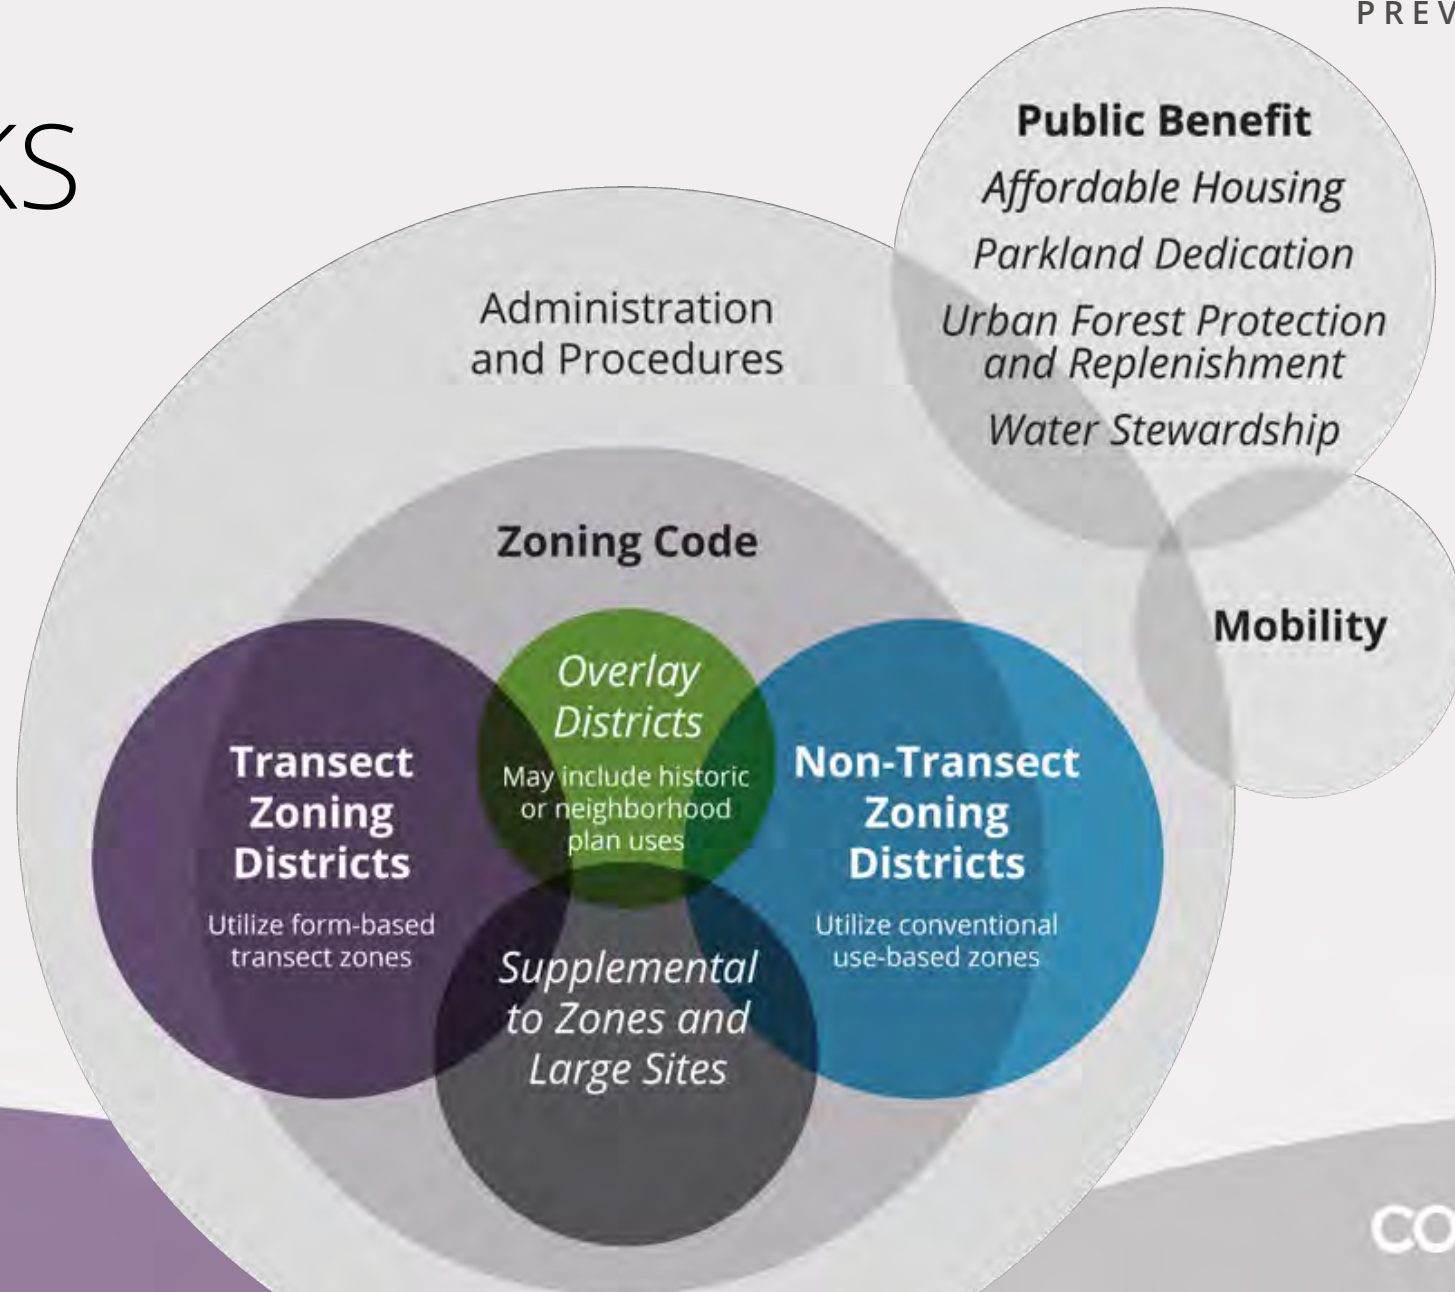 PREV
KS
Public Benefit
Affordable Housing
Parkland Dedication
Urban Forest Protection
and Replenishment
Water Stewardship
Administration
and Procedures
Zoning Code
Mobility
Overlay
Districts
May include historic
or neighborhood
plan uses
Transect
Zoning
Districts
Utilize form-based
transect zones
Non-Transect
Zoning
Districts
Utilize conventional
use-based zones
Supplemental
to Zones and
Large Sites
CO